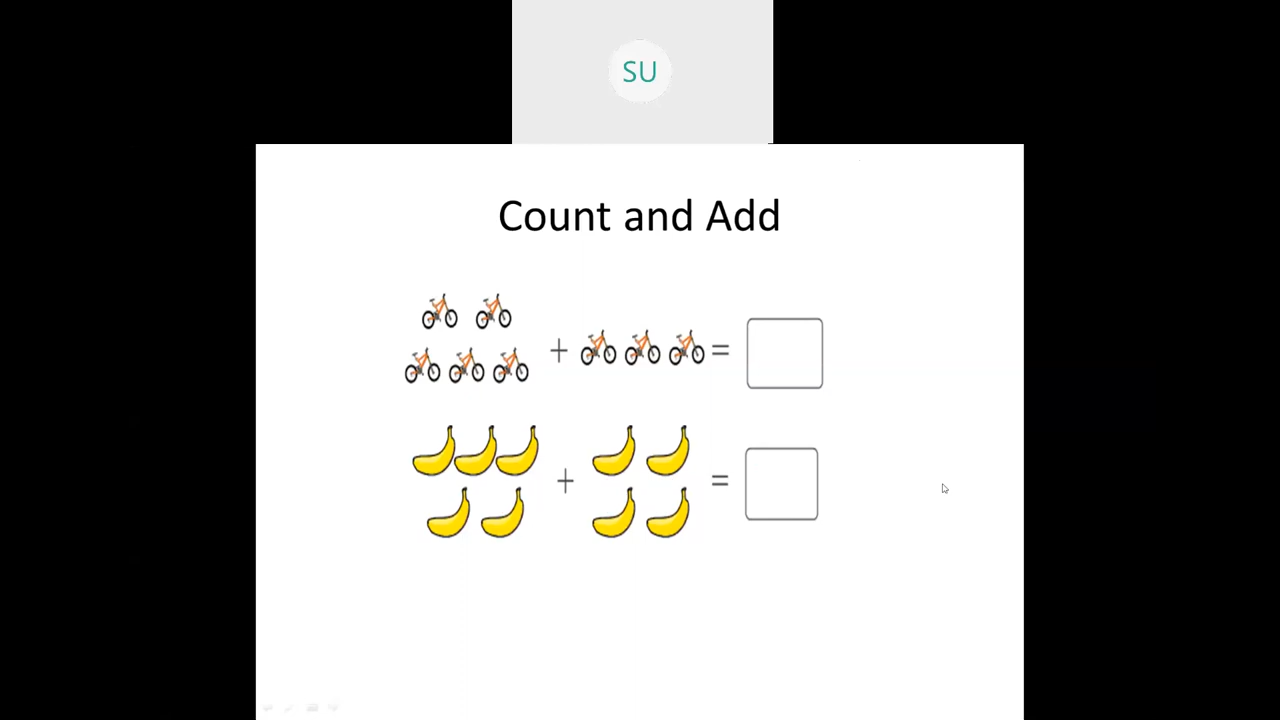 SU
Count and Add
+ =
+ =